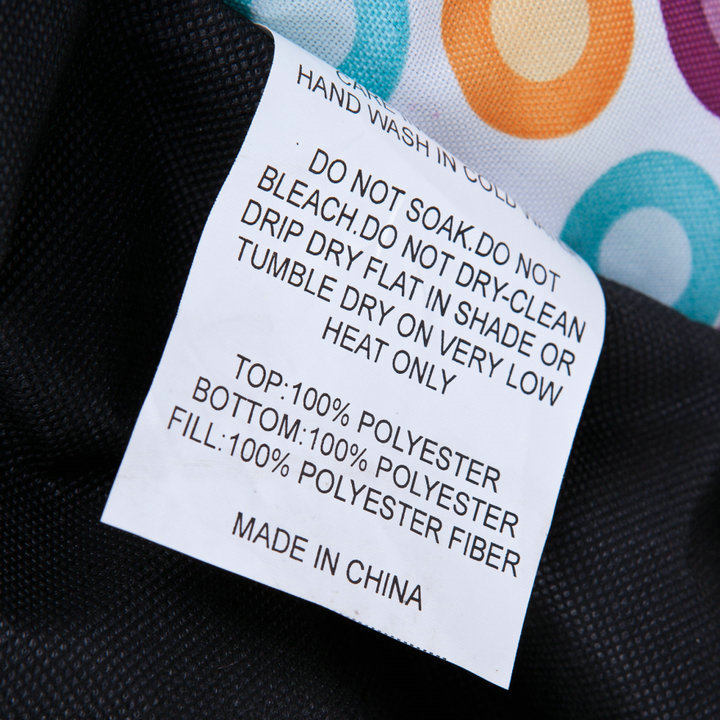 HAND WASH IN COLD
DO NOT SOAK.DO NOT
BLEACH.DO NOT DRY-CLEAN
DRIP DRY FLAT IN SHADE OR
TUMBLE DRY ON VERY LOW
HEAT ONLY
TOP:100% POLYESTER
BOTTOM:100% POLYESTER
FILL:100% POLYESTER FIBER
MADE IN CHINA